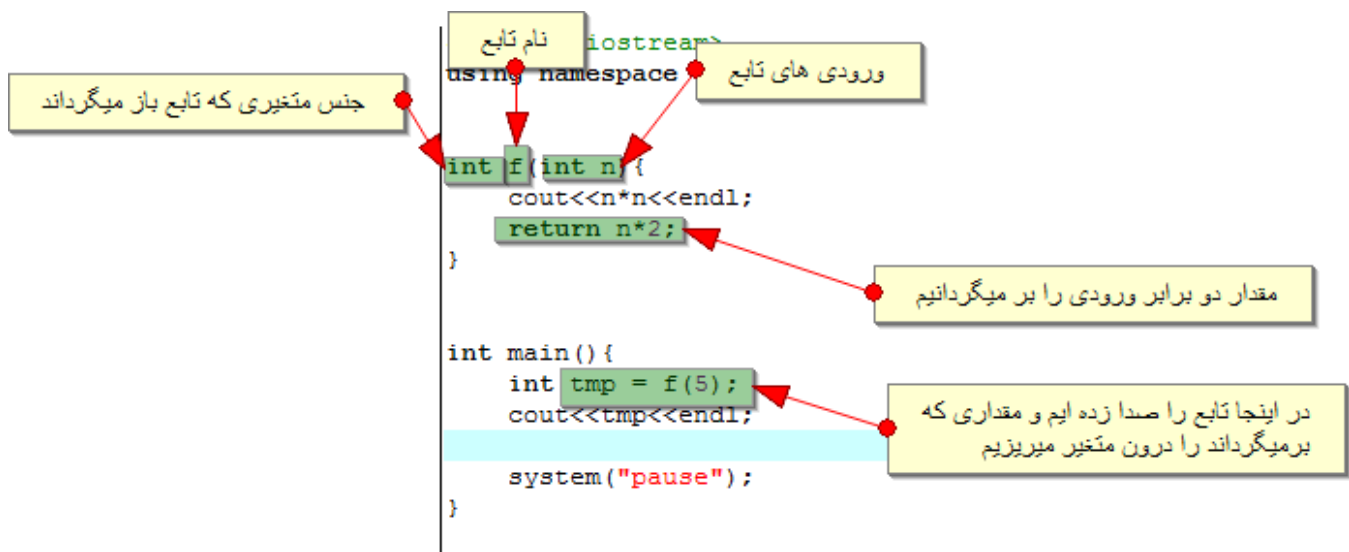 نام تابع
iostream>
using namespace
ورودی های تابع
جنس متغیری که تابع باز میگرداند
int f(int n){
cout<<n*n<<endl;
return n*2;
}
مقدار دو برابر ورودی را بر میگردانیم
int main(){
int tmp = f(5);
cout<<tmp<<endl;
در اینجا تابع را صدا زده ایم و مقداری که
برمیگرداند را درون متغیر میریزیم
system("pause");
}